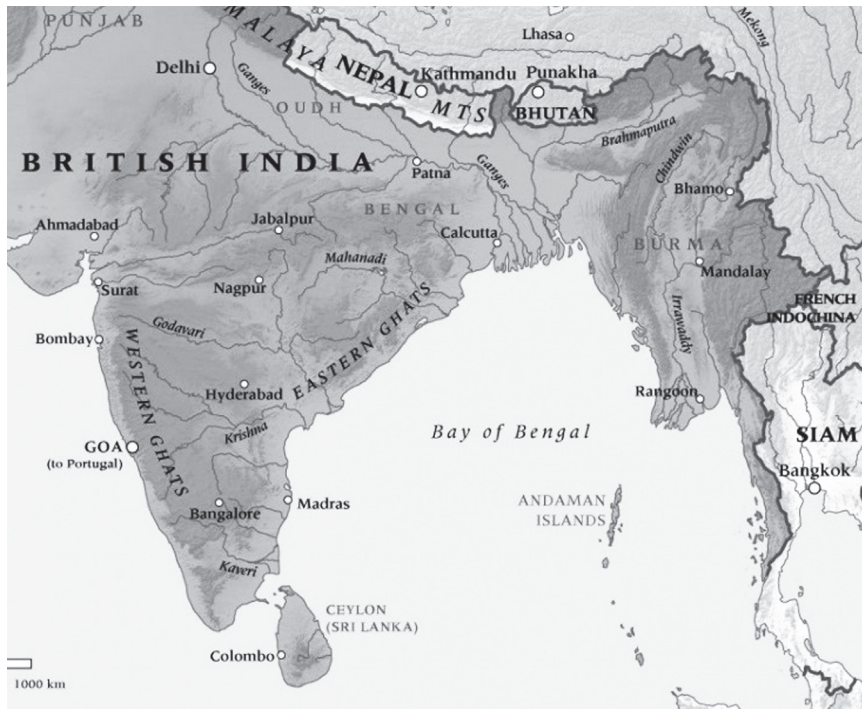 PUNJAB
MALAYA
MTS
Lhasa
Mekong
Delhi
Ganges
NEPAL
Kathmandu
Punakha
BHUTAN
OUDH
Brahmaputra
Chindwin
BRITISH INDIA
Patna
Ganges
Bhamo
BENGAL
Ahmadabad
Jabalpur
Calcutta
BURMA
Mahanadi
Mandalay
Surat
Nagpur
FRENCH
INDOCHINA
Godavari
Irrawaddy
Bombay
WESTERN GHATS
EASTERN GHATS
Hyderabad
Rangoon
Krishna
Bay of Bengal
SIAM
GOA
(to Portugal)
Bangkok
Bangalore
Madras
ANDAMAN
ISLANDS
Kaveri
CEYLON
(SRI LANKA)
Colombo
1000 km